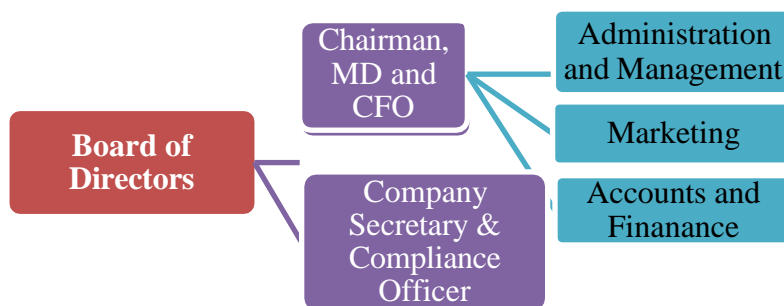 Board of
Directors
Chairman,
MD and
CFO
Company
Secretary &
Compliance
Officer
Administration
and Management
Marketing
Accounts and
Finanance